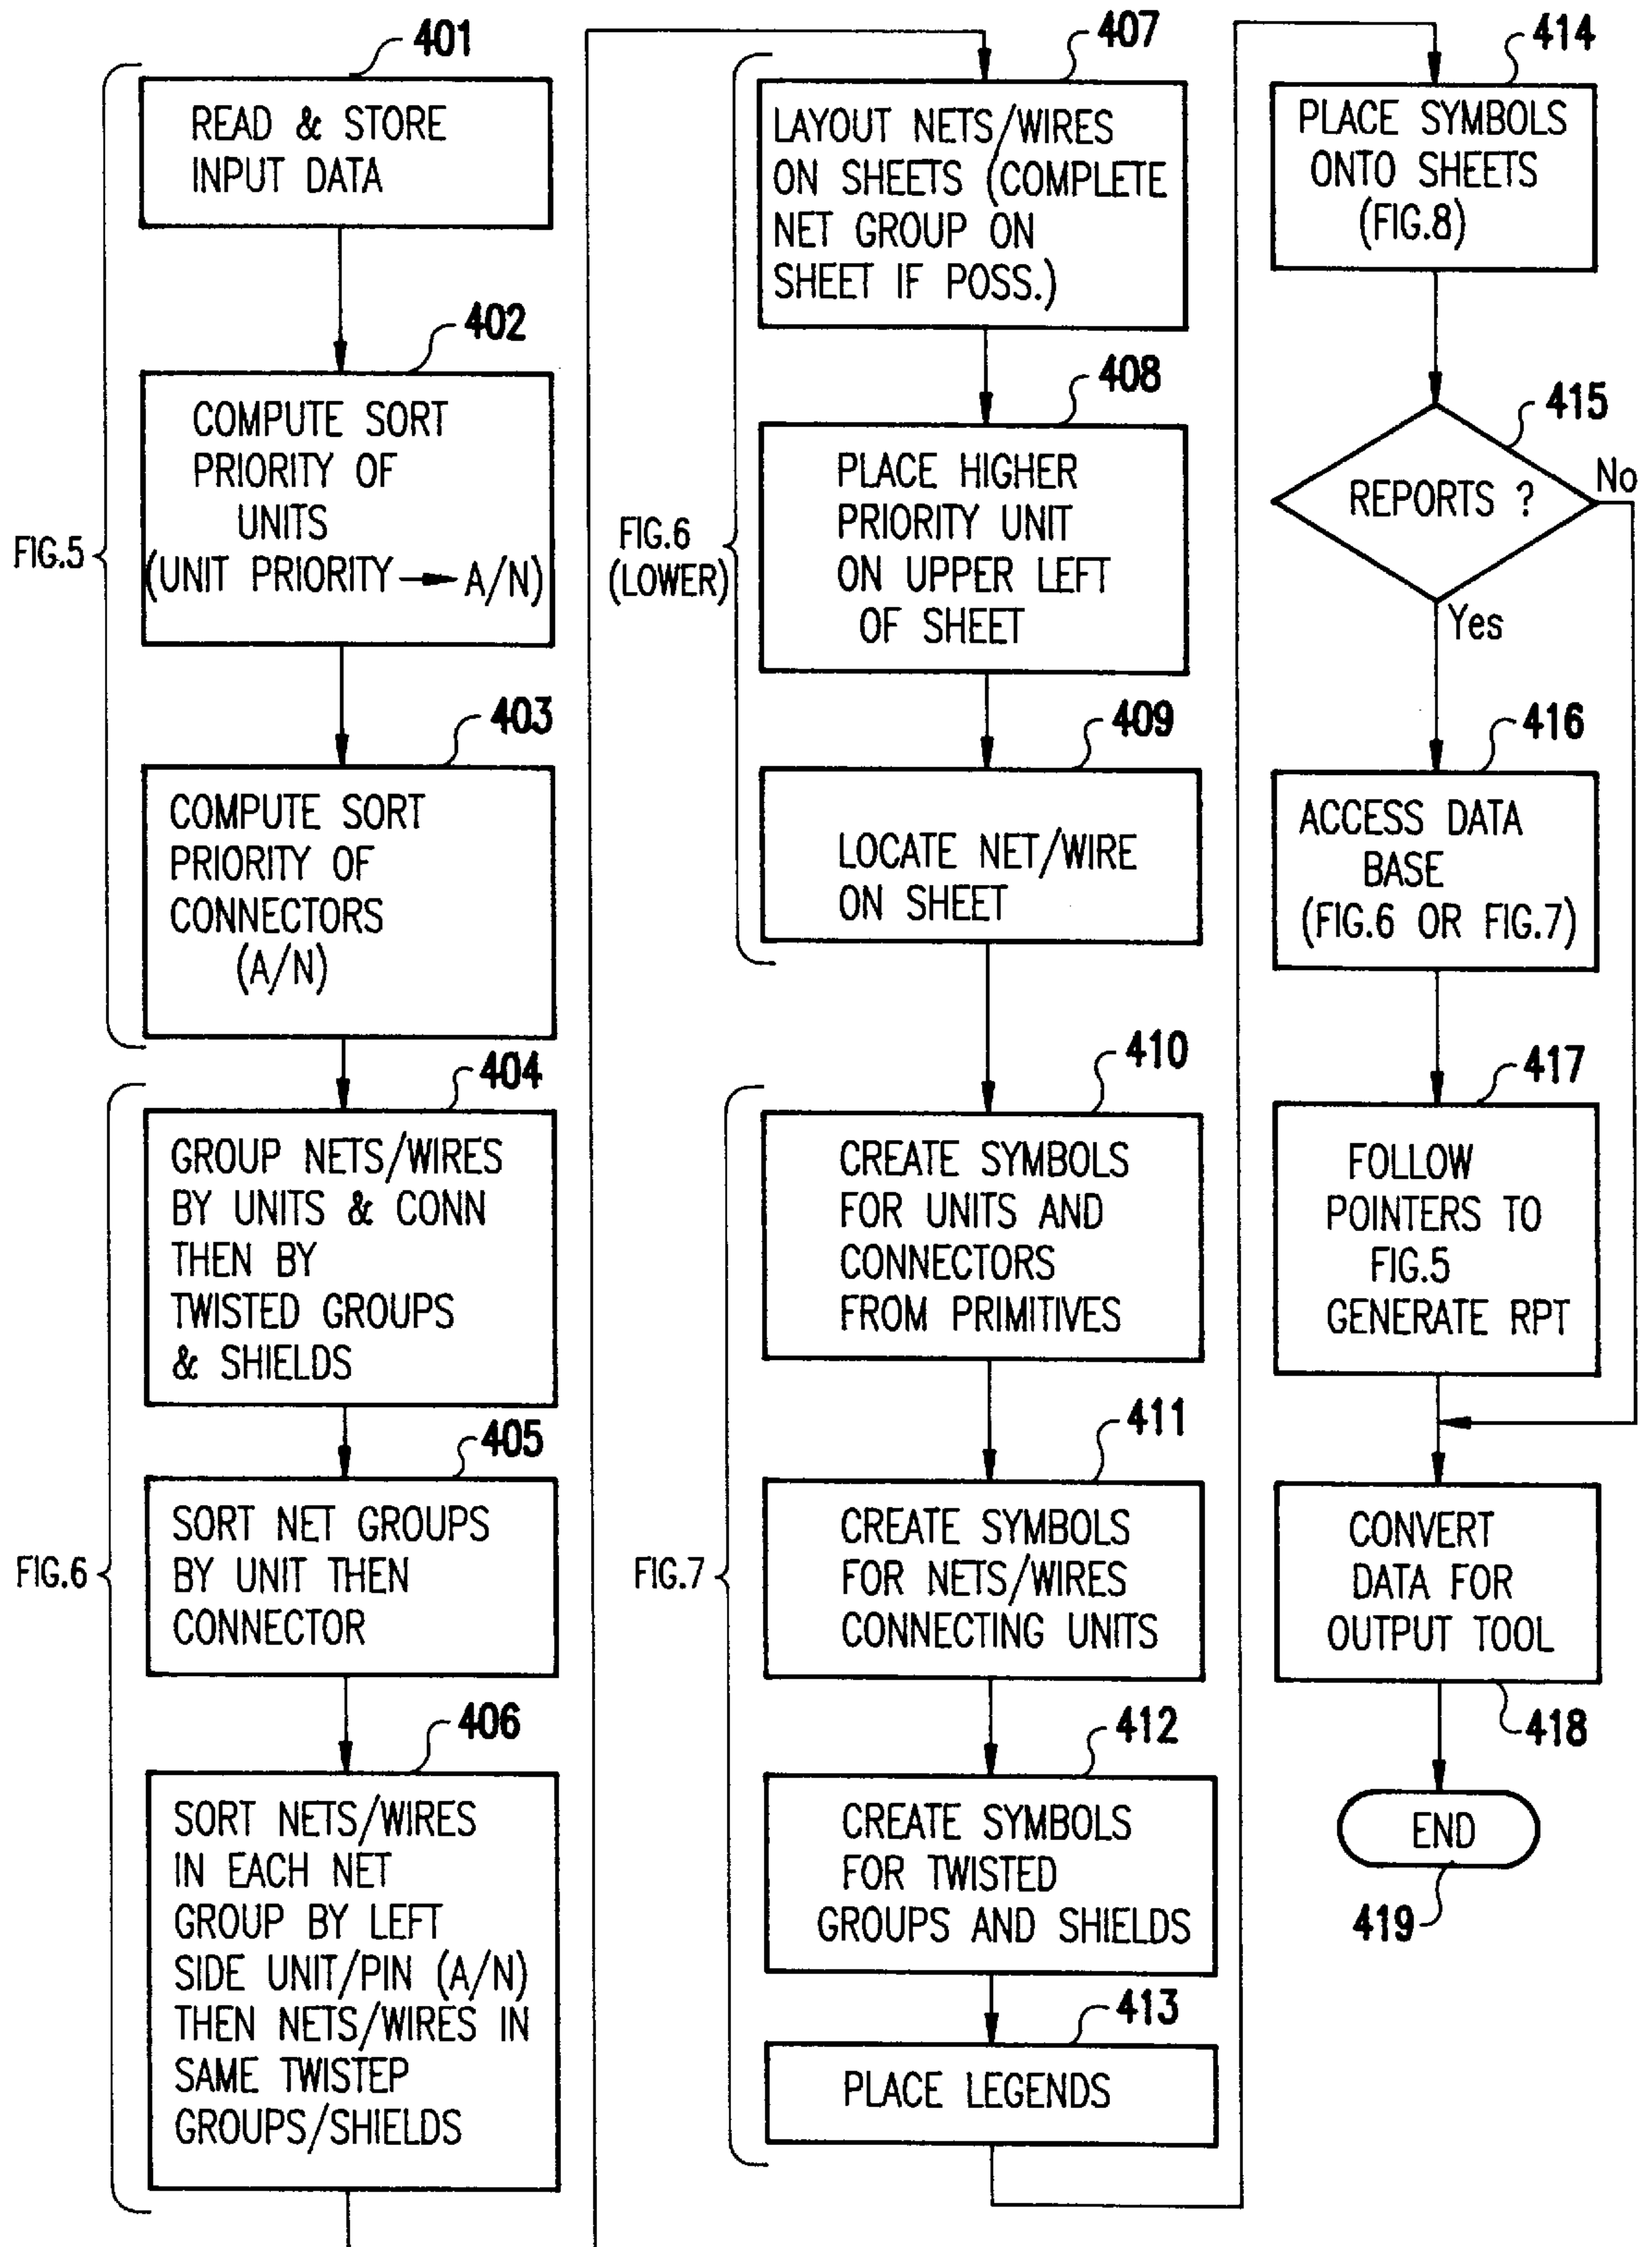 401
READ & STORE
INPUT DATA
402
COMPUTE SORT
PRIORITY OF
UNITS
(UNIT PRIORITY → A/N)
FIG.5
403
COMPUTE SORT
PRIORITY OF
CONNECTORS
(A/N)
404
GROUP NETS/WIRES
BY UNITS & CONN
THEN BY
TWISTED GROUPS
& SHIELDS
405
SORT NET GROUPS
BY UNIT THEN
CONNECTOR
FIG.6
406
SORT NETS/WIRES
IN EACH NET
GROUP BY LEFT
SIDE UNIT/PIN (A/N)
THEN NETS/WIRES IN
SAME TWISTEP
GROUPS/SHIELDS
407
LAYOUT NETS/WIRES
ON SHEETS (COMPLETE
NET GROUP ON
SHEET IF POSS.)
408
PLACE HIGHER
PRIORITY UNIT
ON UPPER LEFT
OF SHEET
FIG.6
(LOWER)
409
LOCATE NET/WIRE
ON SHEET
410
CREATE SYMBOLS
FOR UNITS AND
CONNECTORS
FROM PRIMITIVES
411
CREATE SYMBOLS
FOR NETS/WIRES
CONNECTING UNITS
FIG.7
412
CREATE SYMBOLS
FOR TWISTED
GROUPS AND SHIELDS
413
PLACE LEGENDS
414
PLACE SYMBOLS
ONTO SHEETS
(FIG.8)
415
REPORTS ?
No
Yes
416
ACCESS DATA
BASE
(FIG.6 OR FIG.7)
417
FOLLOW
POINTERS TO
FIG.5
GENERATE RPT
CONVERT
DATA FOR
OUTPUT TOOL
418
END
419